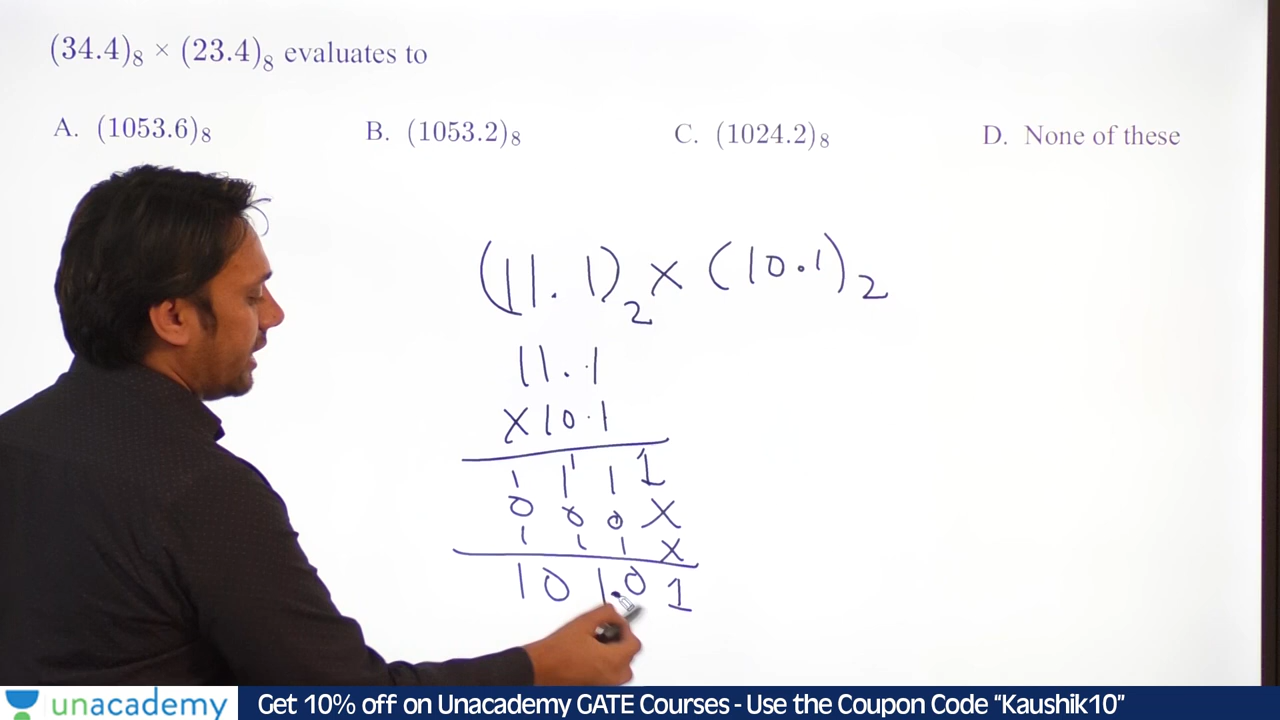 (34.4)₈ × (23.4)₈ evaluates to
A. (1053.6)₈ B. (1053.2)₈ C. (1024.2)₈ D. None of these
(11.1)₂ × (10.1)₂
11.1
×10.1
1 1 1 1
0 0 0 X
1 1 1 X
1 0 1.0 1
unacademy Get 10% off on Unacademy GATE Courses - Use the Coupon Code “Kaushik10”